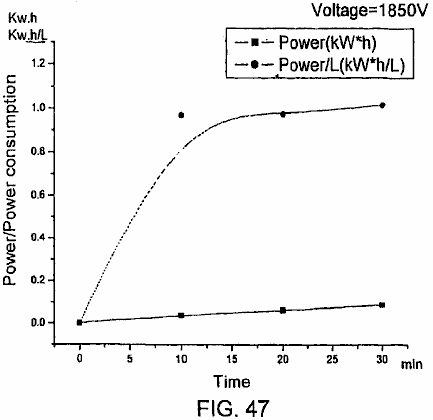 Kw.h
Kw.h/L
Voltage=1850V
Power(kW*h)
Power/L(kW*h/L)
Power/Power consumption
1.2
1.0
0.8
0.6
0.4
0.2
0.0
0 5 10 15 20 25 30 min
Time
FIG. 47